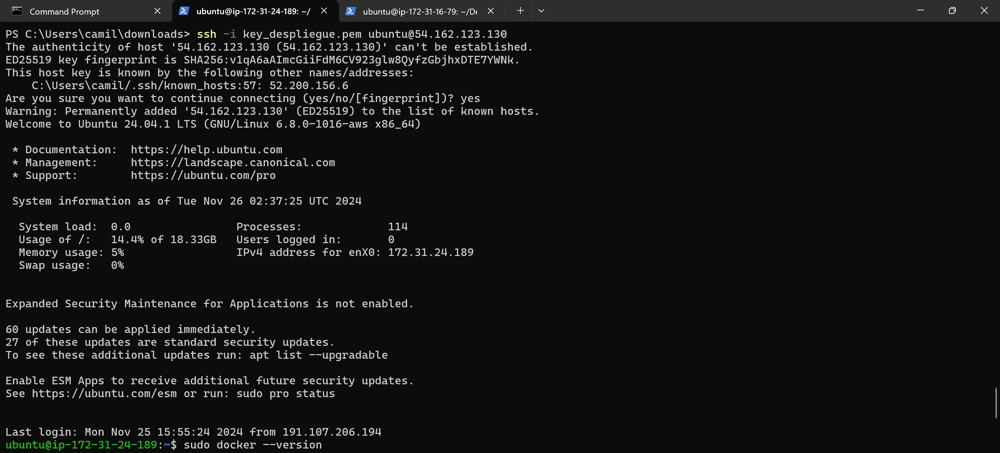 Command Prompt
ubuntu@ip-172-31-24-189: ~/
ubuntu@ip-172-31-16-79: ~/De
PS C:\Users\camil\downloads> ssh -i key_despliegue.pem ubuntu@54.162.123.130
The authenticity of host '54.162.123.130 (54.162.123.130)' can't be established.
ED25519 key fingerprint is SHA256:v1qA6aAImcGiiFdM6CV923glw8QyfzGbjhxDTE7YWNk.
This host key is known by the following other names/addresses:
    C:\Users\camil/.ssh/known_hosts:57: 52.200.156.6
Are you sure you want to continue connecting (yes/no/[fingerprint])? yes
Warning: Permanently added '54.162.123.130' (ED25519) to the list of known hosts.
Welcome to Ubuntu 24.04.1 LTS (GNU/Linux 6.8.0-1016-aws x86_64)
 * Documentation:  https://help.ubuntu.com
 * Management:     https://landscape.canonical.com
 * Support:        https://ubuntu.com/pro
 System information as of Tue Nov 26 02:37:25 UTC 2024
  System load:  0.0                Processes:             114
  Usage of /:   14.4% of 18.33GB   Users logged in:       0
  Memory usage: 5%                 IPv4 address for enX0: 172.31.24.189
  Swap usage:   0%
Expanded Security Maintenance for Applications is not enabled.
60 updates can be applied immediately.
27 of these updates are standard security updates.
To see these additional updates run: apt list --upgradable
Enable ESM Apps to receive additional future security updates.
See https://ubuntu.com/esm or run: sudo pro status
Last login: Mon Nov 25 15:55:24 2024 from 191.107.206.194
ubuntu@ip-172-31-24-189:~$ sudo docker --version